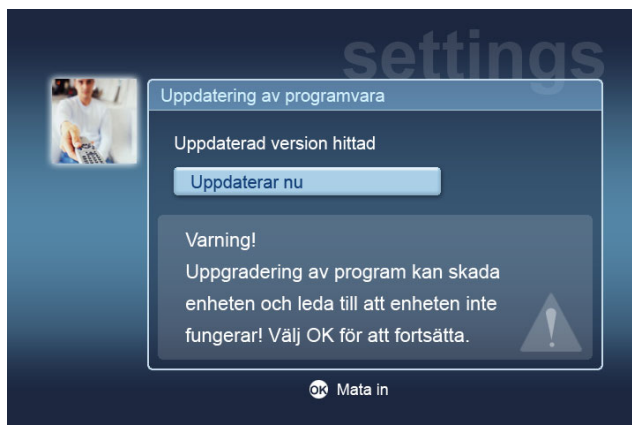 settings
Uppdatering av programvara
Uppdaterad version hittad
Uppdaterar nu
Varning!
Uppgradering av program kan skada
enheten och leda till att enheten inte
fungerar! Välj OK för att fortsätta.
OK Mata in